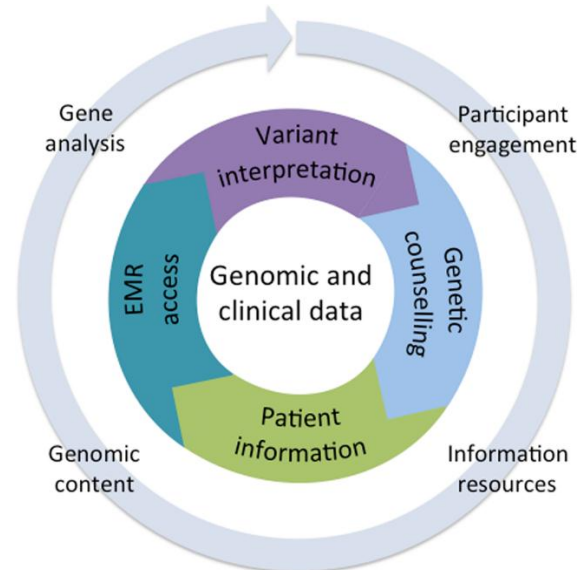 Gene
analysis
Participant
engagement
Variant
interpretation
EMR
access
Genomic and
clinical data
Genetic
counselling
Patient
information
Genomic
content
Information
resources